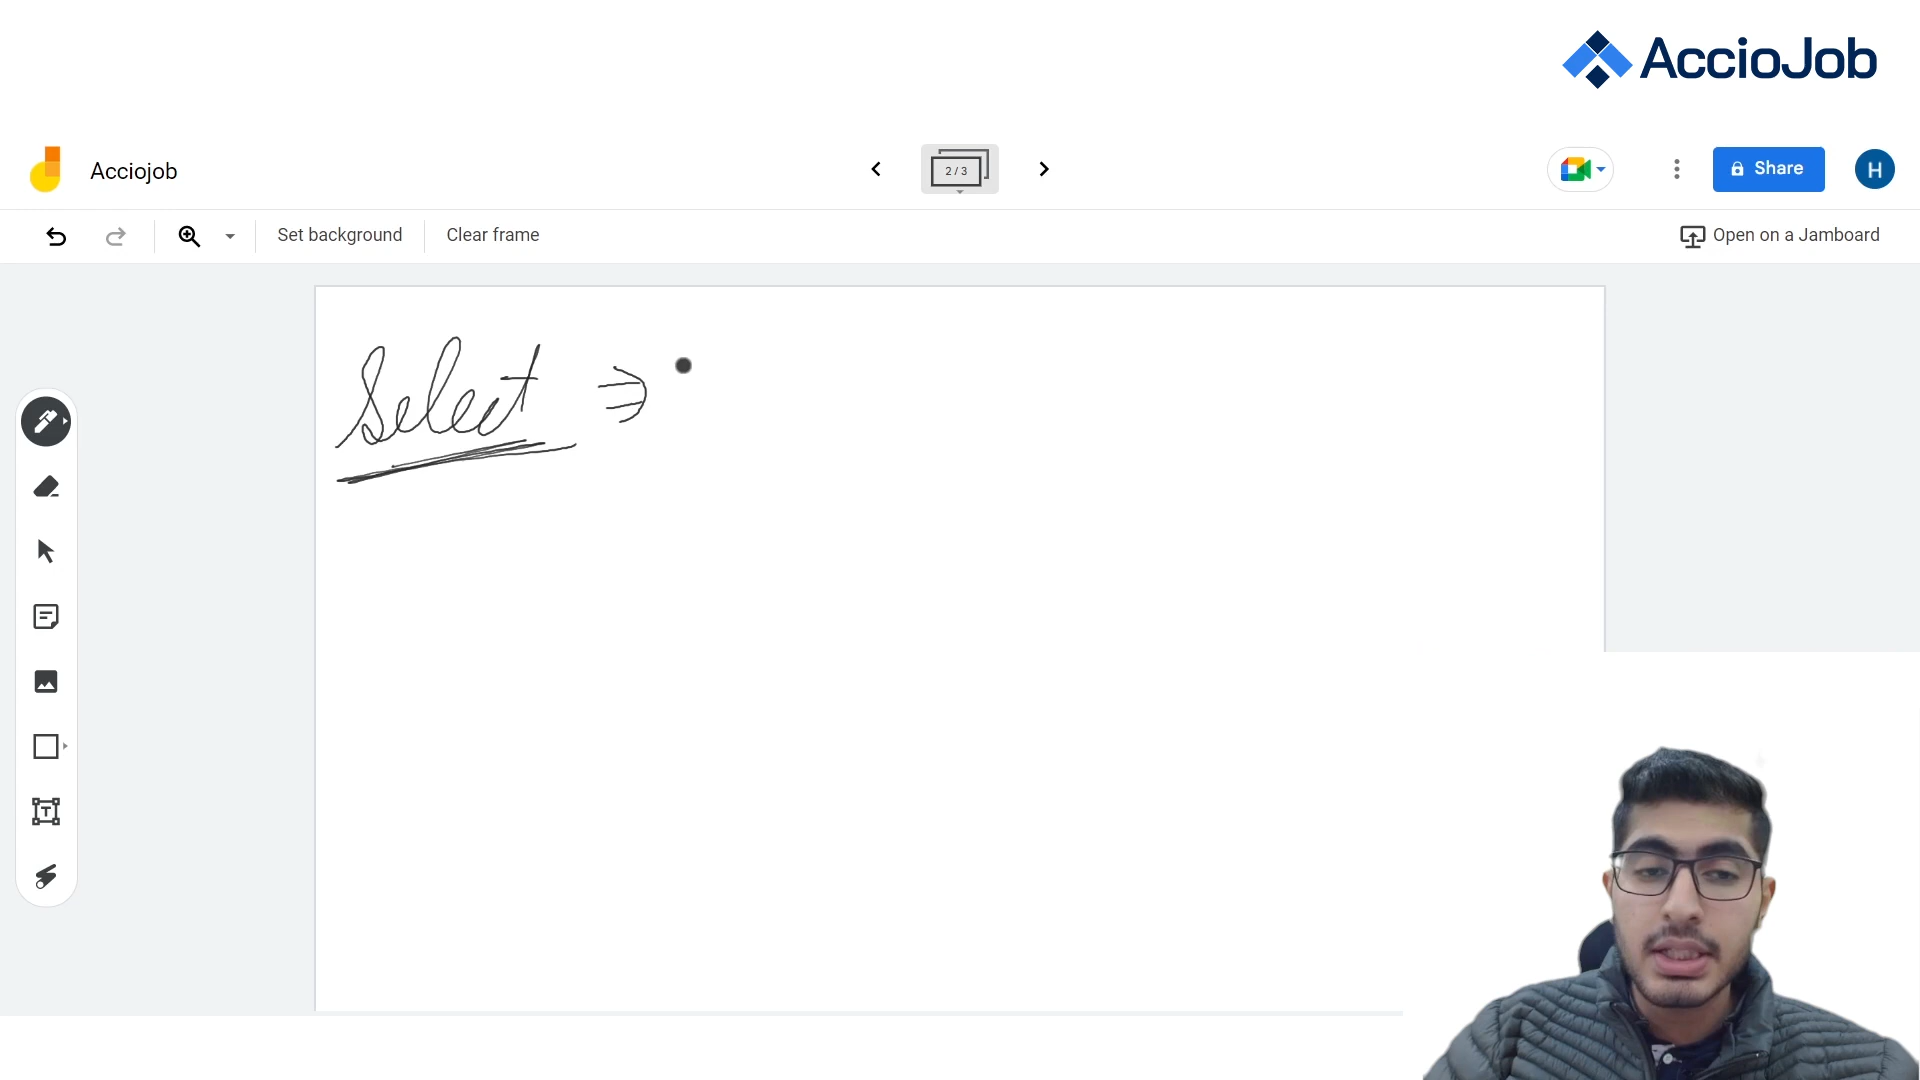 AccioJob
Acciojob
2 / 3
Share
H
Set background
Clear frame
Open on a Jamboard
Select ⇒
T